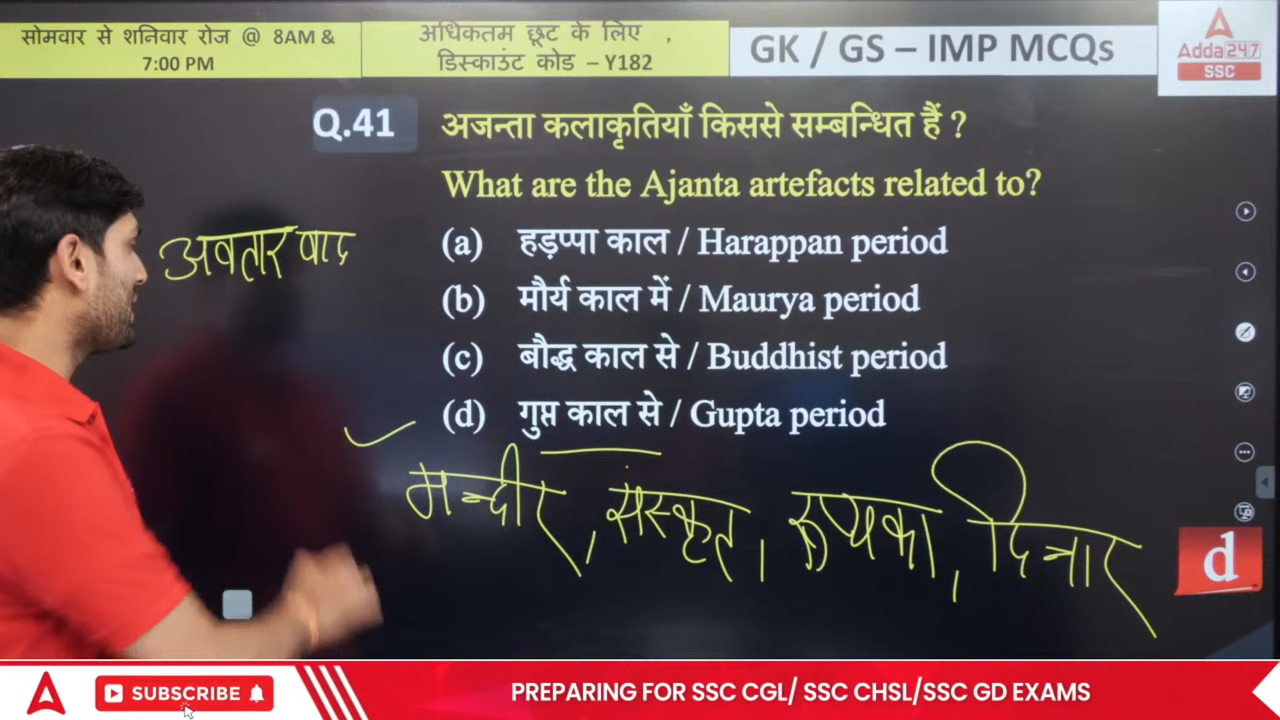 सोमवार से शनिवार रोज @ 8AM &
7:00 PM
अधिकतम छूट के लिए ,
डिस्काउंट कोड – Y182
GK / GS – IMP MCQs
Adda247
SSC
Q.41 अजन्ता कलाकृतियाँ किससे सम्बन्धित हैं ?
What are the Ajanta artefacts related to?
अवतार वाद
(a) हड़प्पा काल / Harappan period
(b) मौर्य काल में / Maurya period
(c) बौद्ध काल से / Buddhist period
(d) गुप्त काल से / Gupta period
मन्दीर, संस्कृत, रूप्यका, दिनार
d
SUBSCRIBE
PREPARING FOR SSC CGL/ SSC CHSL/SSC GD EXAMS